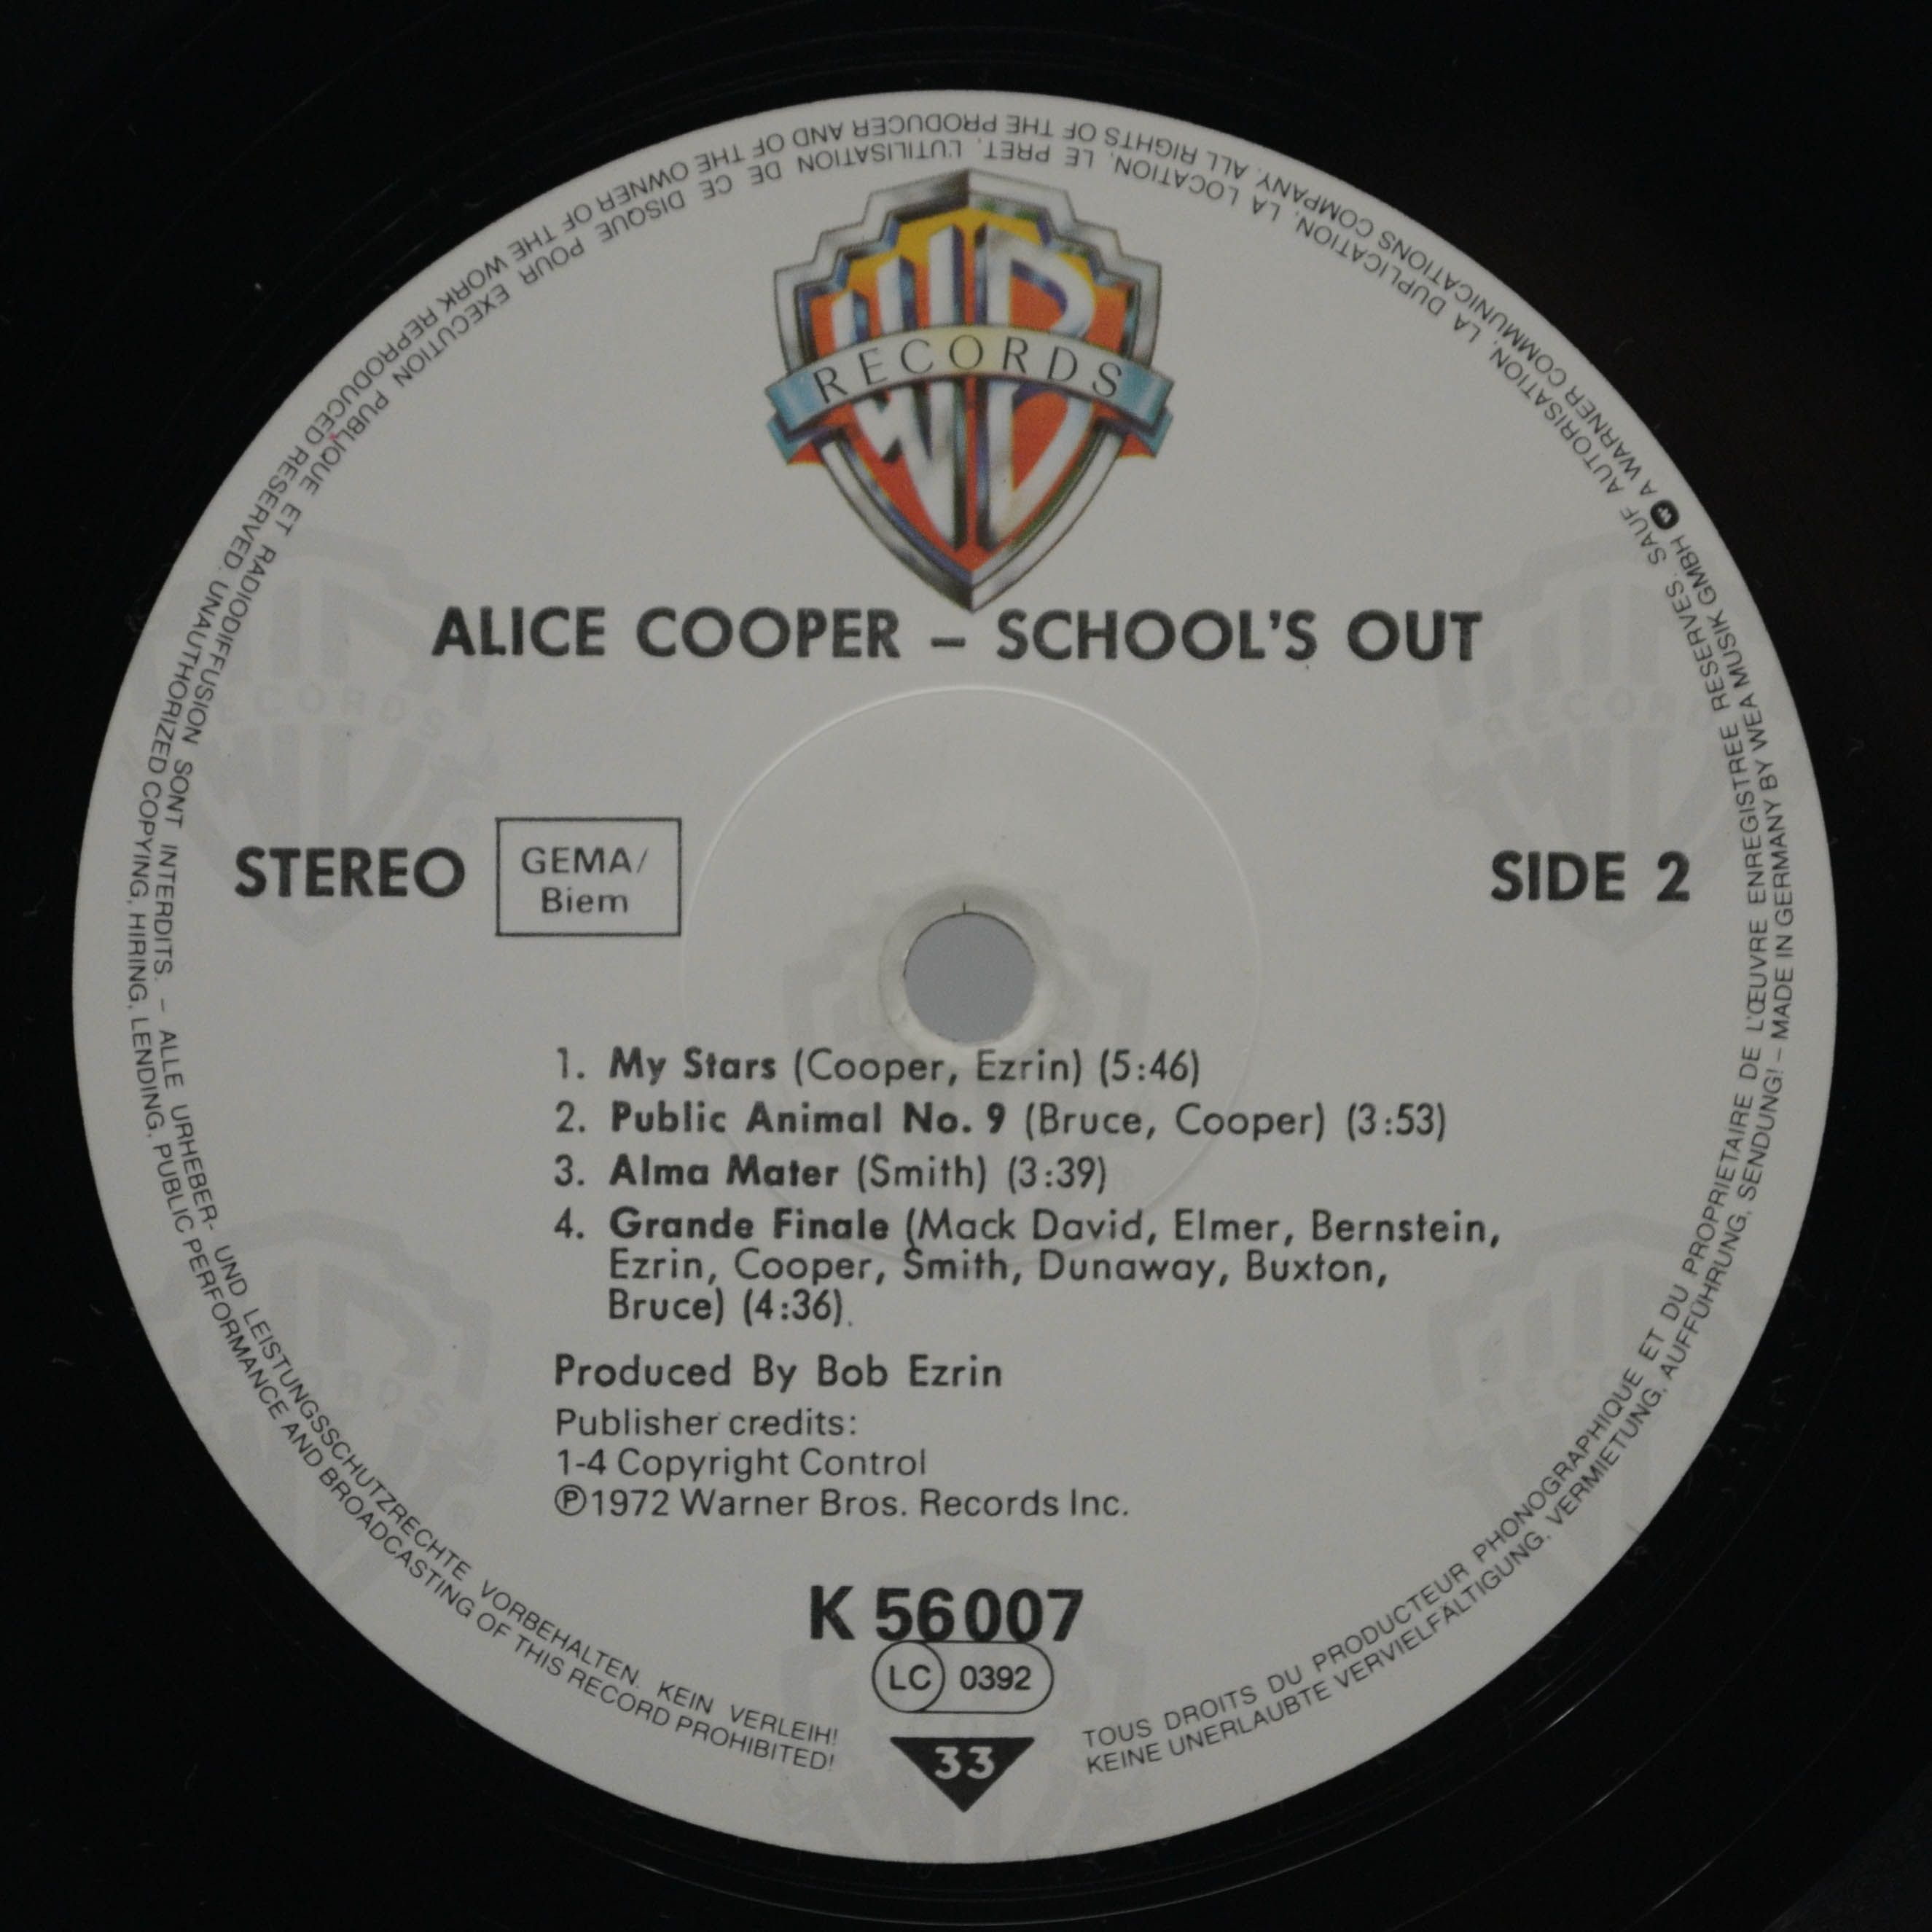 RECORDS
ALICE COOPER – SCHOOL'S OUT
STEREO
GEMA/
Biem
SIDE 2
1. My Stars (Cooper, Ezrin) (5:46)
2. Public Animal No. 9 (Bruce, Cooper) (3:53)
3. Alma Mater (Smith) (3:39)
4. Grande Finale (Mack David, Elmer, Bernstein,
Ezrin, Cooper, Smith, Dunaway, Buxton,
Bruce) (4:36).
Produced By Bob Ezrin
Publisher credits:
1-4 Copyright Control
Ⓟ1972 Warner Bros. Records Inc.
K 56007
LC 0392
33
ALLE URHEBER- UND LEISTUNGSSCHUTZRECHTE VORBEHALTEN. KEIN VERLEIH!
KEINE UNERLAUBTE VERVIELFÄLTIGUNG, VERMIETUNG, AUFFÜHRUNG, SENDUNG! – MADE IN GERMANY BY WEA MUSIK GMBH A WARNER COMMUNICATIONS COMPANY. ALL RIGHTS OF THE PRODUCER AND OF THE OWNER OF THE WORK REPRODUCED RESERVED. UNAUTHORIZED COPYING, HIRING, LENDING, PUBLIC PERFORMANCE AND BROADCASTING OF THIS RECORD PROHIBITED!
TOUS DROITS DU PRODUCTEUR PHONOGRAPHIQUE ET DU PROPRIETAIRE DE L'ŒUVRE ENREGISTREE RESERVES. SAUF AUTORISATION, LA DUPLICATION, LA LOCATION, LE PRET, L'UTILISATION DE CE DISQUE POUR EXECUTION PUBLIQUE ET RADIODIFFUSION SONT INTERDITS. –